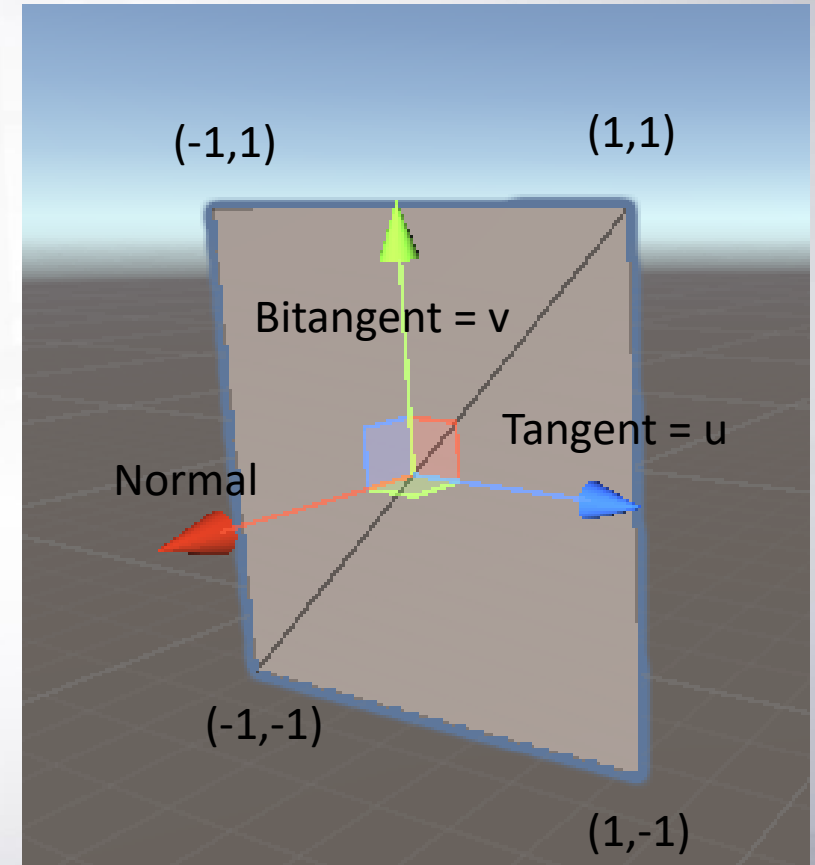 (-1,1)
(1,1)
Bitangent = v
Tangent = u
Normal
(-1,-1)
(1,-1)